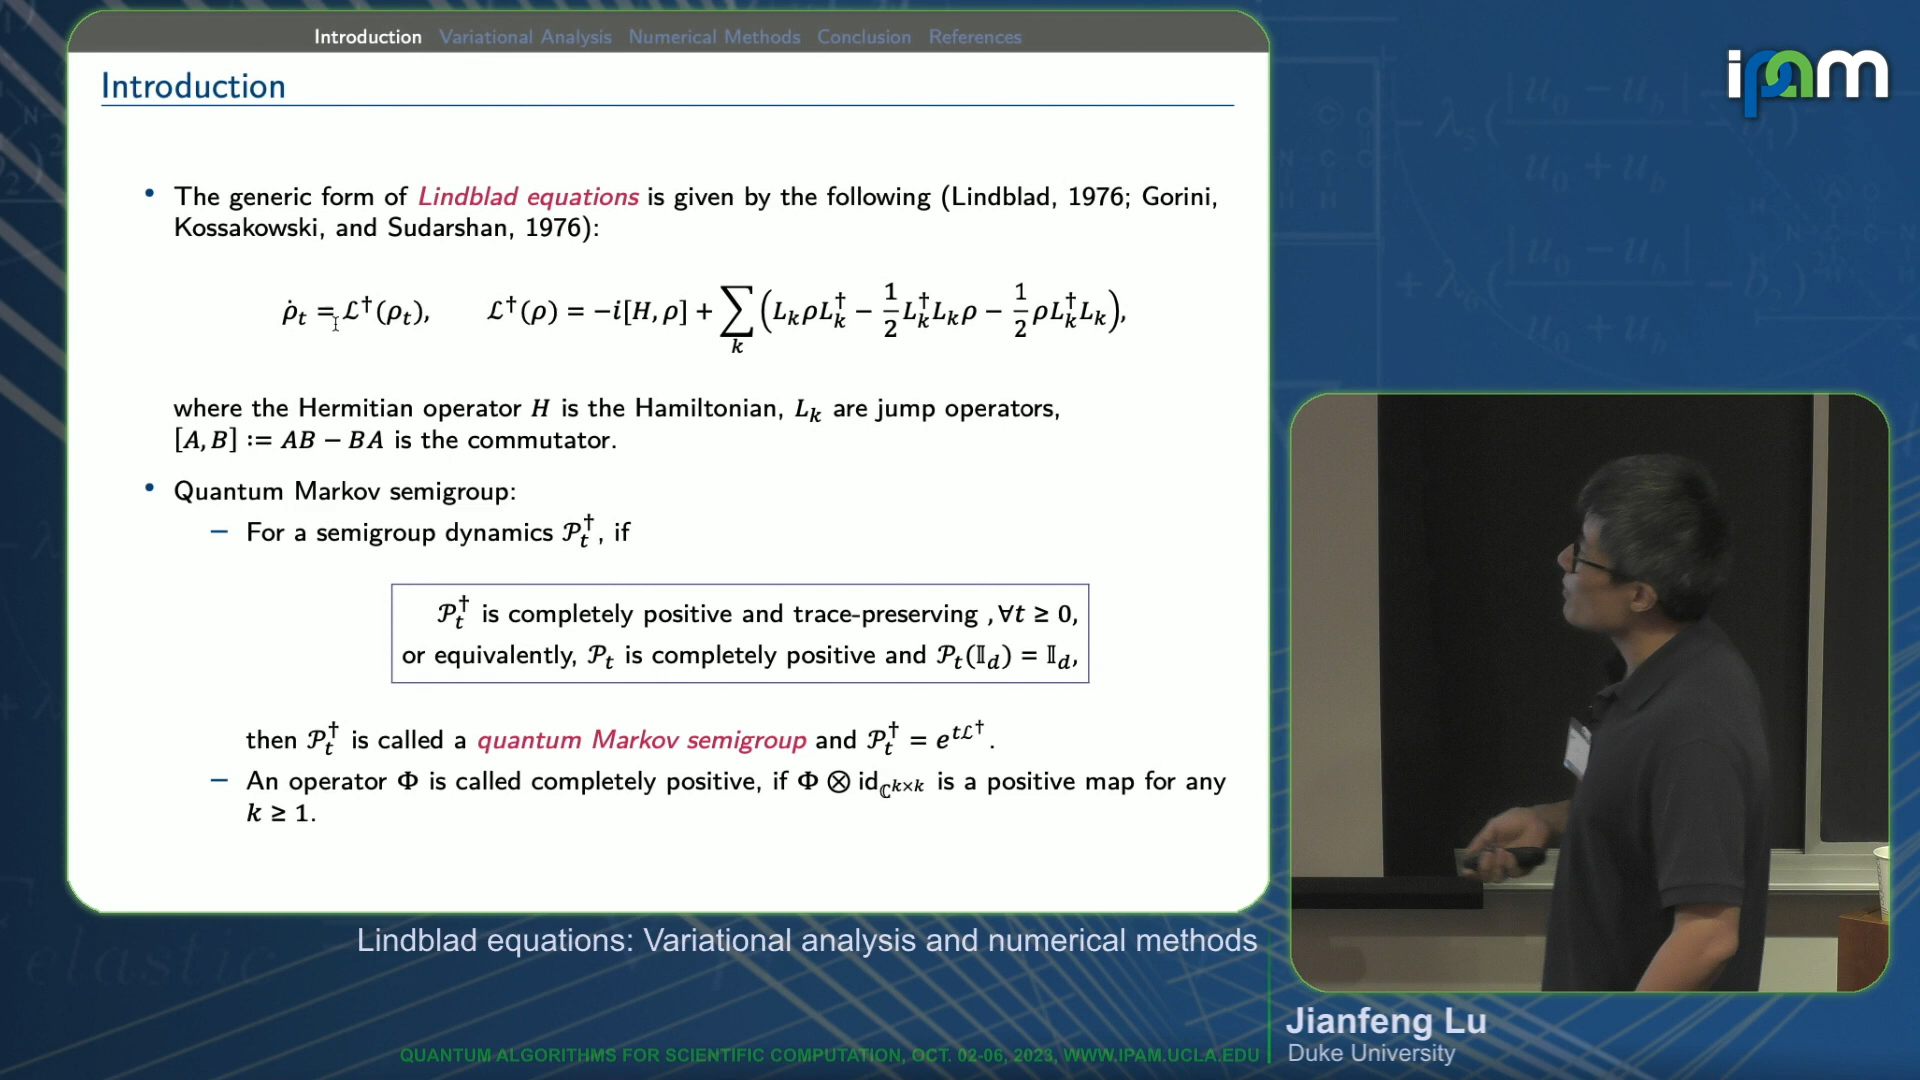 Introduction Variational Analysis Numerical Methods Conclusion References
ipam
Introduction
• The generic form of Lindblad equations is given by the following (Lindblad, 1976; Gorini,
Kossakowski, and Sudarshan, 1976):
ρ̇ₜ = ℒ†(ρₜ), ℒ†(ρ) = −i[H, ρ] + ∑ₖ (LₖρLₖ† − 1/2 Lₖ†Lₖρ − 1/2 ρLₖ†Lₖ),
where the Hermitian operator H is the Hamiltonian, Lₖ are jump operators,
[A, B] := AB − BA is the commutator.
• Quantum Markov semigroup:
– For a semigroup dynamics 𝒫ₜ†, if
𝒫ₜ† is completely positive and trace-preserving , ∀t ≥ 0,
or equivalently, 𝒫ₜ is completely positive and 𝒫ₜ(𝕀_d) = 𝕀_d,
then 𝒫ₜ† is called a quantum Markov semigroup and 𝒫ₜ† = e^{tℒ†}.
– An operator Φ is called completely positive, if Φ ⊗ id_{ℂ^{k×k}} is a positive map for any
k ≥ 1.
Lindblad equations: Variational analysis and numerical methods
Jianfeng Lu
Duke University
QUANTUM ALGORITHMS FOR SCIENTIFIC COMPUTATION, OCT. 02-06, 2023, WWW.IPAM.UCLA.EDU